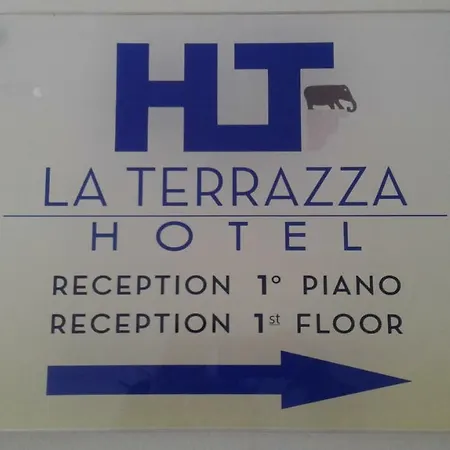 HLT
LA TERRAZZA
HOTEL
RECEPTION 1° PIANO
RECEPTION 1st FLOOR